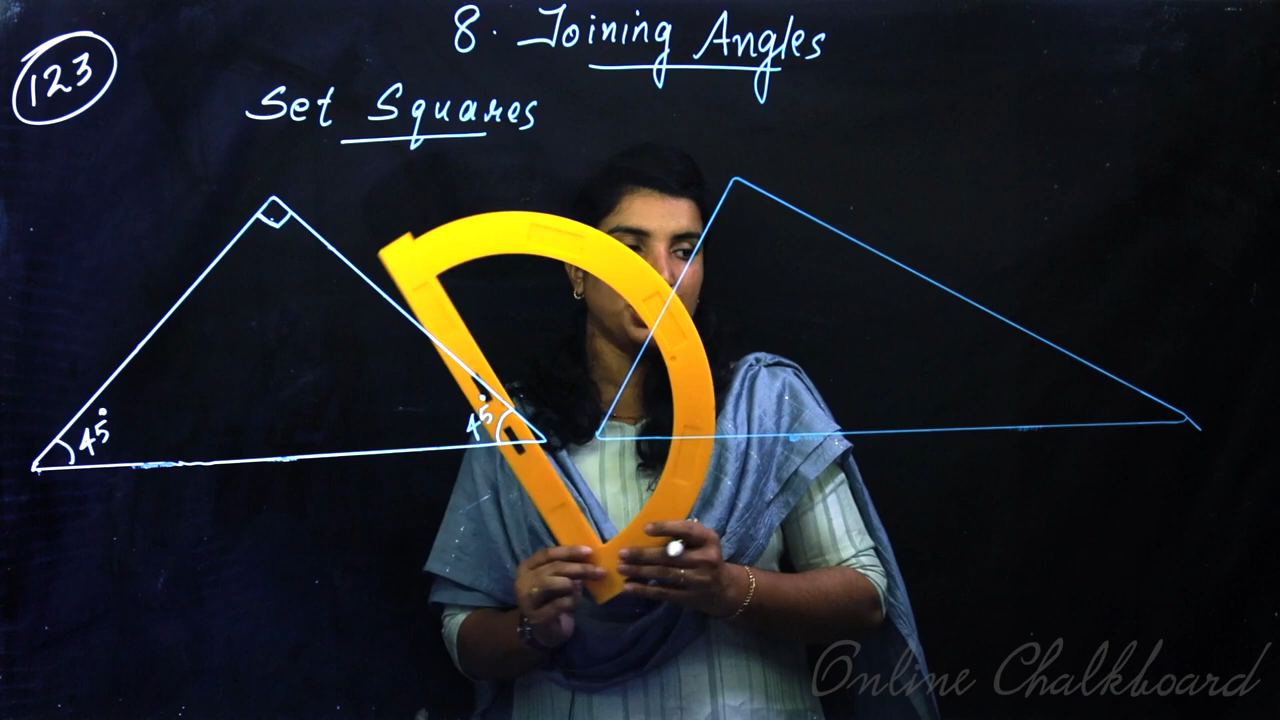 8. Joining Angles
123
Set Squares
45°
45°
Online Chalkboard